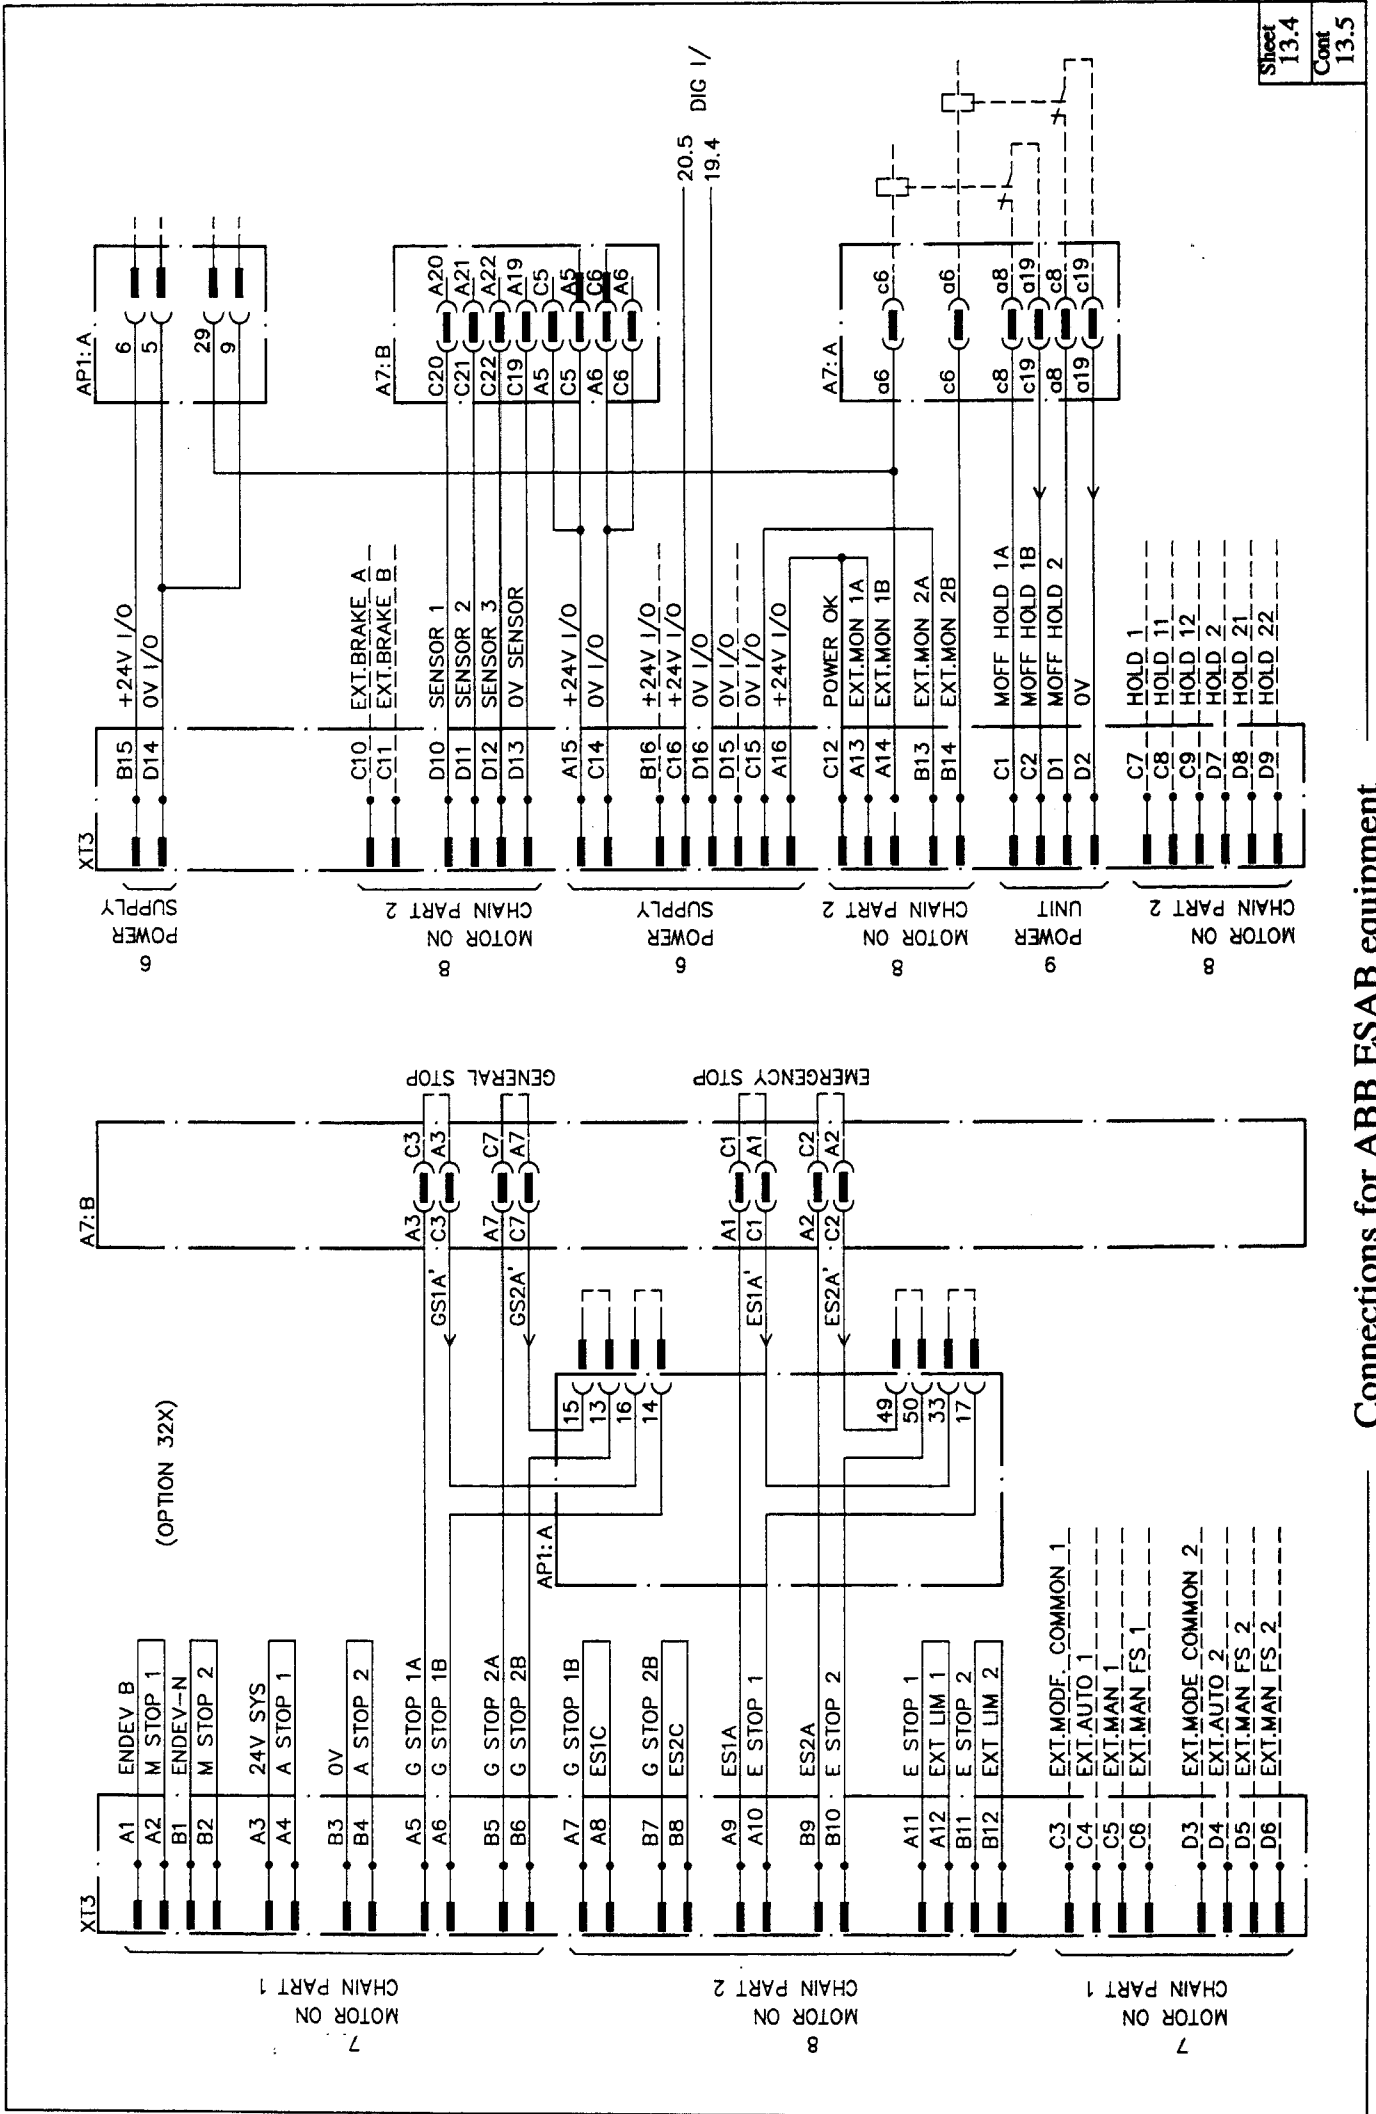 (OPTION 32X)
XT3
A1 ENDEV B
A2 M STOP 1
B1 ENDEV-N
B2 M STOP 2
A3 24V SYS
A4 A STOP 1
B3 0V
B4 A STOP 2
A5 G STOP 1A
A6 G STOP 1B
B5 G STOP 2A
B6 G STOP 2B
A7 G STOP 1B
A8 ES1C
B7 G STOP 2B
B8 ES2C
A9 ES1A
A10 E STOP 1
B9 ES2A
B10 E STOP 2
A11 E STOP 1
A12 EXT LIM 1
B11 E STOP 2
B12 EXT LIM 2
C3 EXT.MODF. COMMON 1
C4 EXT.AUTO 1
C5 EXT.MAN 1
C6 EXT.MAN FS 1
D3 EXT.MODE COMMON 2
D4 EXT.AUTO 2
D5 EXT.MAN FS 2
D6 EXT.MAN FS 2
7
MOTOR ON
CHAIN PART 1
8
MOTOR ON
CHAIN PART 2
7
MOTOR ON
CHAIN PART 1
AP1:A
15
13
16
14
49
50
33
17
A7:B
GS1A'
GS2A'
ES1A'
ES2A'
A3 C3
C3 A3
A7 C7
C7 A7
A1 C1
C1 A1
A2 C2
C2 A2
GENERAL STOP
EMERGENCY STOP
XT3
B15 +24V I/O
D14 0V I/O
C10 EXT.BRAKE A
C11 EXT.BRAKE B
D10 SENSOR 1
D11 SENSOR 2
D12 SENSOR 3
D13 0V SENSOR
A15 +24V I/O
C14 0V I/O
B16 +24V I/O
C16 +24V I/O
D16 0V I/O
D15 0V I/O
C15 0V I/O
A16 +24V I/O
C12 POWER OK
A13 EXT.MON 1A
A14 EXT.MON 1B
B13 EXT.MON 2A
B14 EXT.MON 2B
C1 MOFF HOLD 1A
C2 MOFF HOLD 1B
D1 MOFF HOLD 2
D2 0V
C7 HOLD 1
C8 HOLD 11
C9 HOLD 12
D7 HOLD 2
D8 HOLD 21
D9 HOLD 22
6
POWER
SUPPLY
8
MOTOR ON
CHAIN PART 2
6
POWER
SUPPLY
8
MOTOR ON
CHAIN PART 2
9
POWER
UNIT
8
MOTOR ON
CHAIN PART 2
AP1:A
6
5
29
9
A7:B
C20 A20
C21 A21
C22 A22
C19 A19
A5 C5
C5 A5
A6 C6
C6 A6
20.5
19.4
DIG I/
A7:A
a6 c6
c6 a6
c8 a8
c19 a19
a8 c8
a19 c19
Sheet
13.4
Cont
13.5
Connections for ABB ESAB equipment